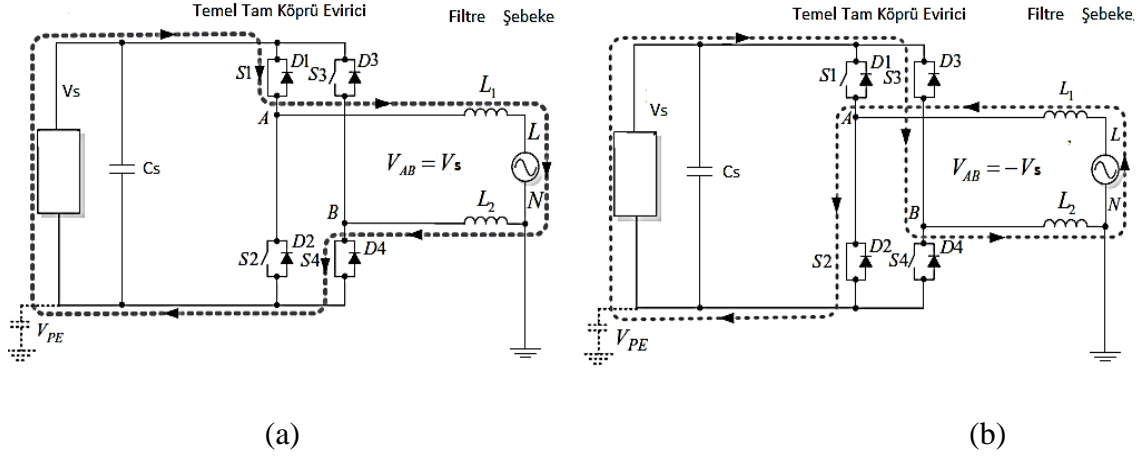 Temel Tam Köprü Evirici
Filtre Şebeke
Vs
S1
D1
S3
D3
L1
A
L
Cs
VAB = Vs
N
B
L2
S2
D2
S4
D4
VPE
(a)
Temel Tam Köprü Evirici
Filtre Şebeke
Vs
S1
D1
S3
D3
L1
A
L
Cs
VAB = −Vs
N
B
L2
S2
D2
S4
D4
VPE
(b)